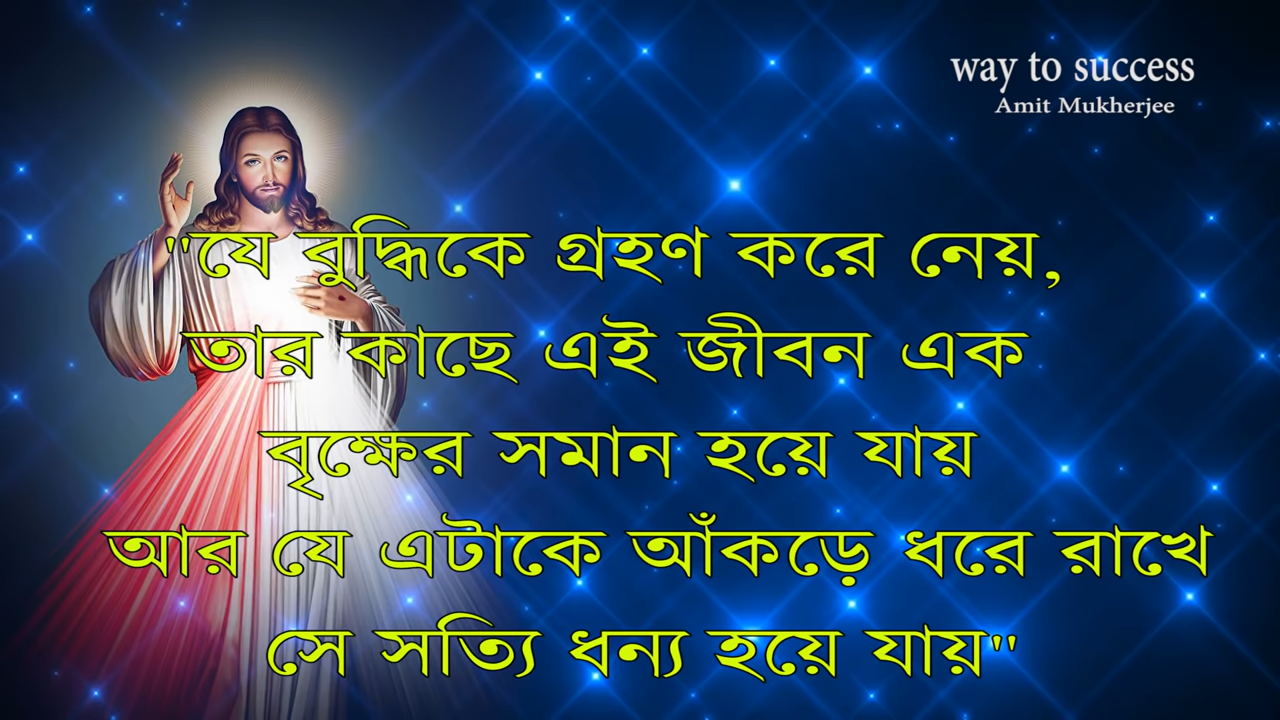 way to success
Amit Mukherjee
"যে বুদ্ধিকে গ্রহণ করে নেয়,
তার কাছে এই জীবন এক
বৃক্ষের সমান হয়ে যায়
আর যে এটাকে আঁকড়ে ধরে রাখে
সে সত্যি ধন্য হয়ে যায়"